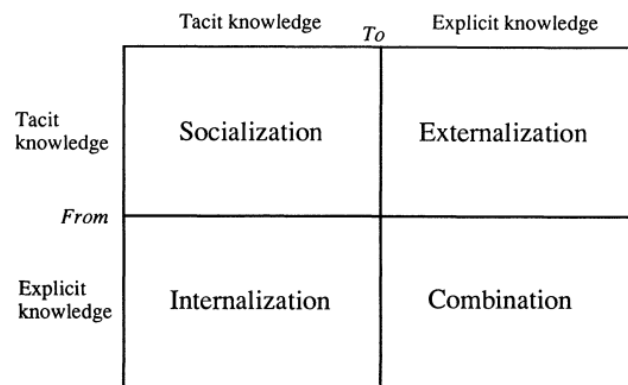 Tacit knowledge
To
Explicit knowledge
Tacit
knowledge
Socialization
Externalization
From
Explicit
knowledge
Internalization
Combination